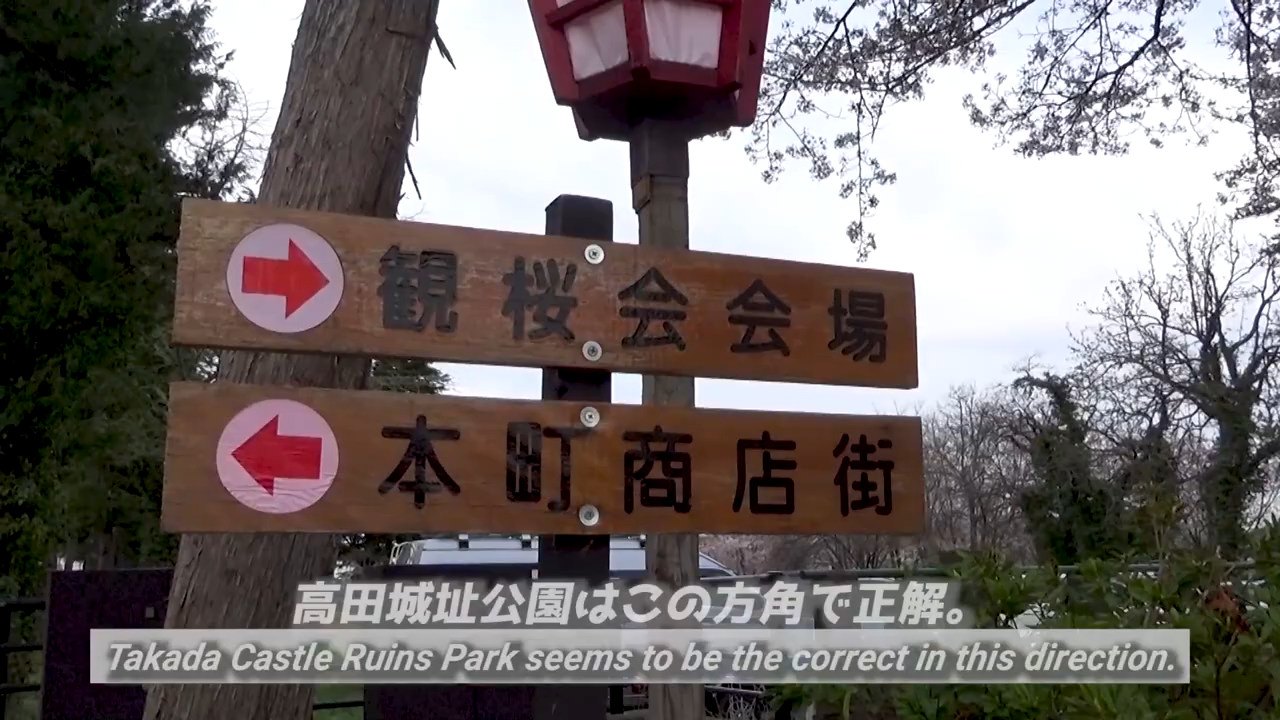 観桜会会場
本町商店街
高田城址公園はこの方角で正解。
Takada Castle Ruins Park seems to be the correct in this direction.